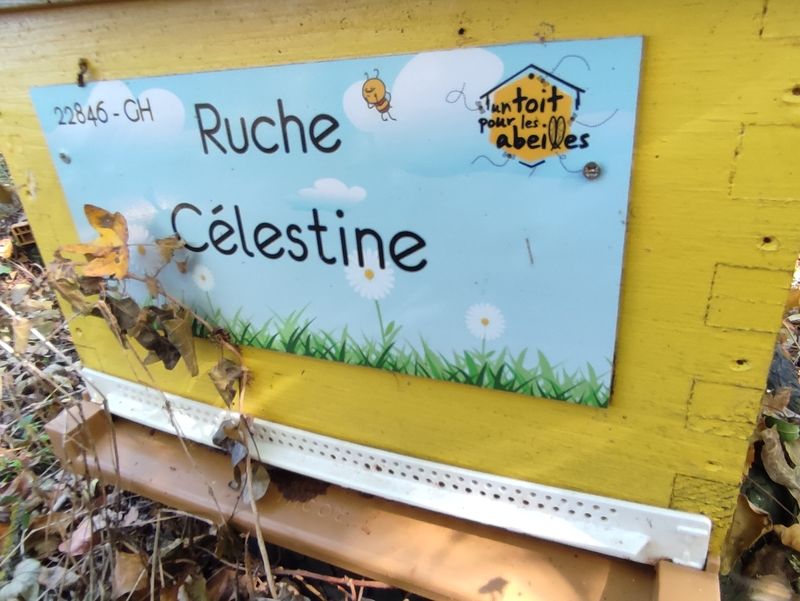 22846 - GH
Ruche
Célestine
un toit
pour les
abeilles